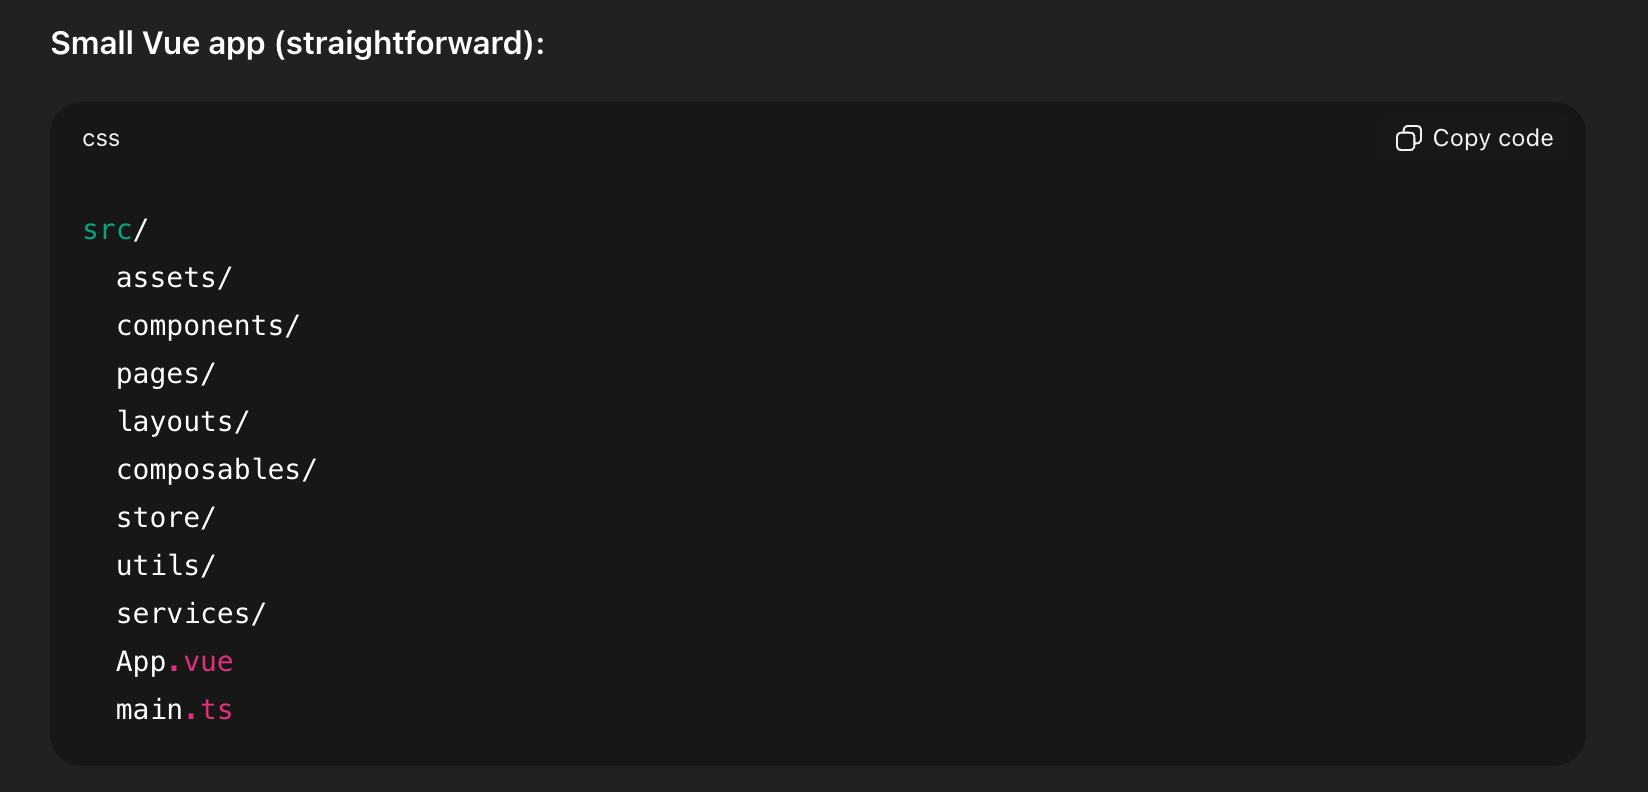 Small Vue app (straightforward):
css
Copy code
src/
  assets/
  components/
  pages/
  layouts/
  composables/
  store/
  utils/
  services/
  App.vue
  main.ts